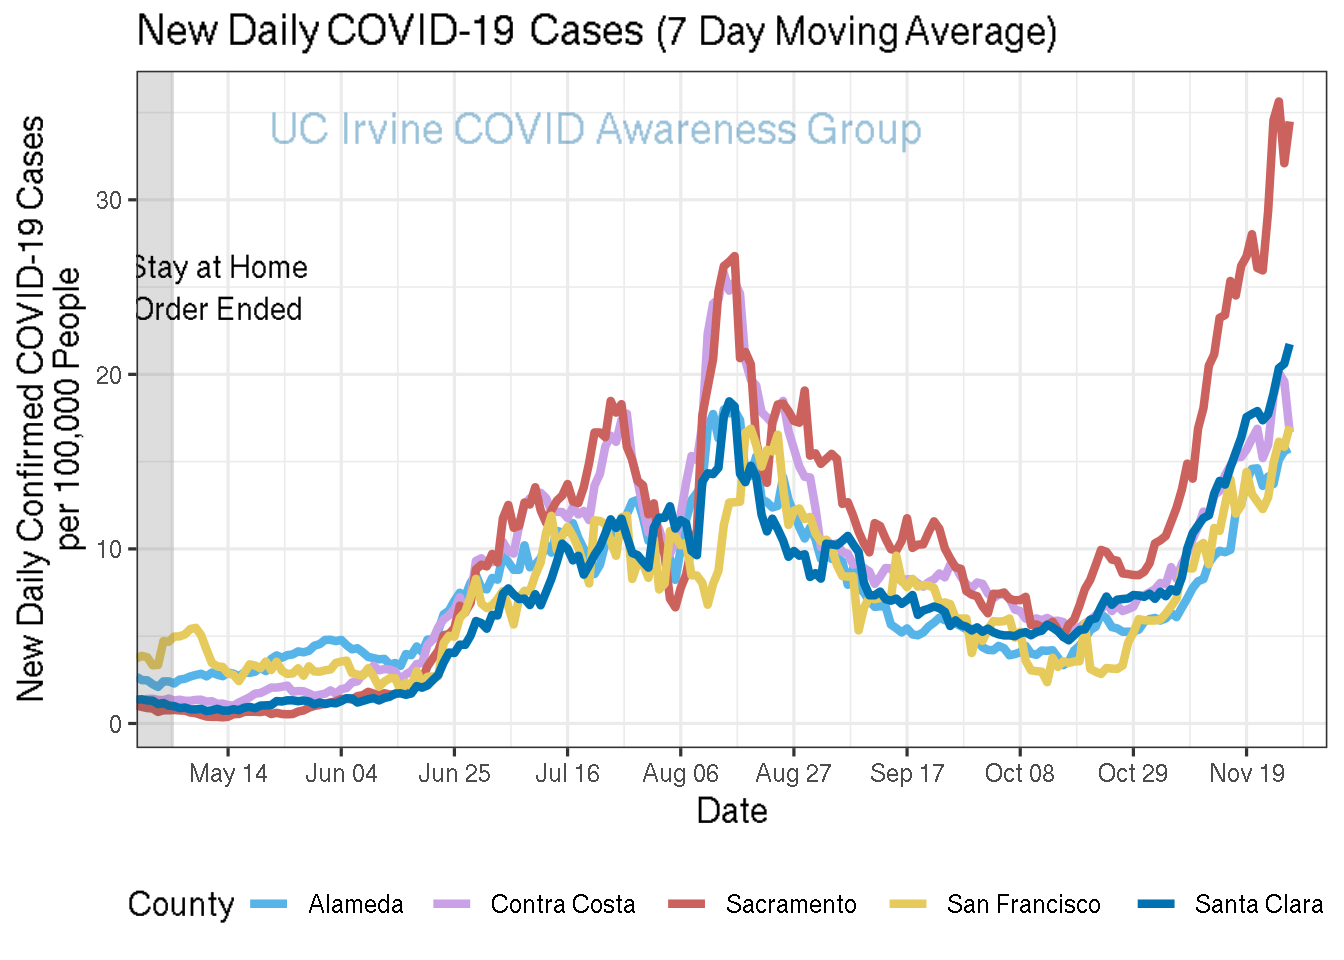 New Daily COVID-19 Cases (7 Day Moving Average)
UC Irvine COVID Awareness Group
New Daily Confirmed COVID-19 Cases
per 100,000 People
30
20
10
0
Stay at Home
Order Ended
May 14 Jun 04 Jun 25 Jul 16 Aug 06 Aug 27 Sep 17 Oct 08 Oct 29 Nov 19
Date
County Alameda Contra Costa Sacramento San Francisco Santa Clara